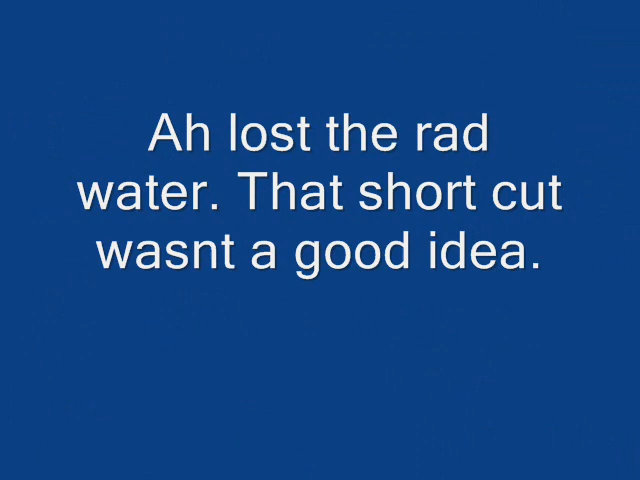 Ah lost the rad
water. That short cut
wasnt a good idea.